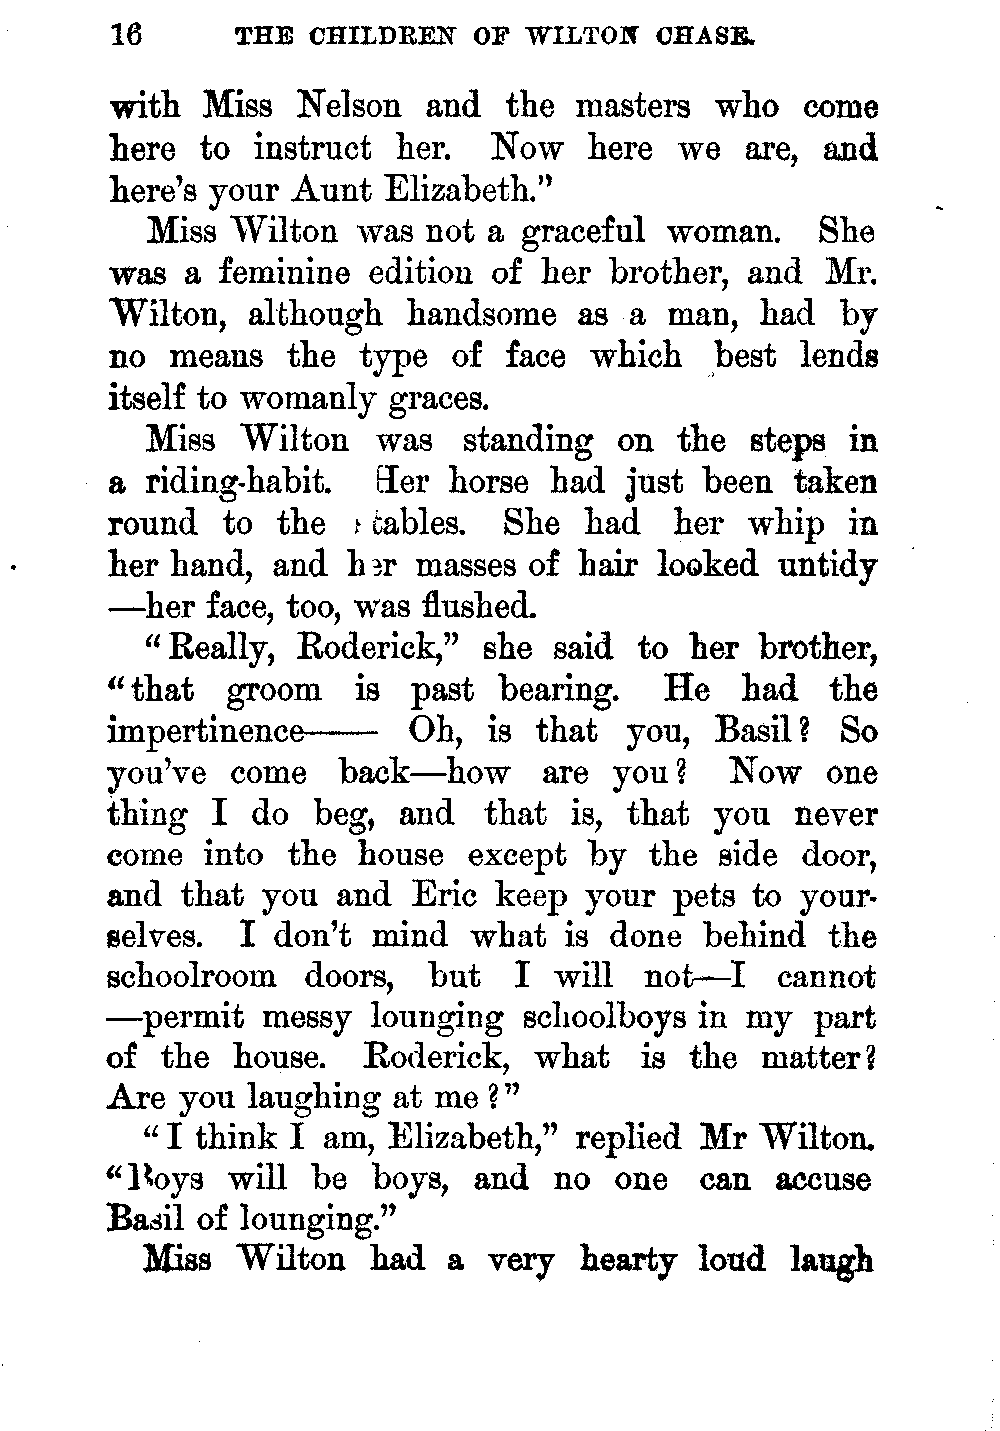 16 THE CHILDREN OF WILTON CHASE.
with Miss Nelson and the masters who come
here to instruct her. Now here we are, and
here's your Aunt Elizabeth."
Miss Wilton was not a graceful woman. She
was a feminine edition of her brother, and Mr.
Wilton, although handsome as a man, had by
no means the type of face which best lends
itself to womanly graces.
Miss Wilton was standing on the steps in
a riding-habit. Her horse had just been taken
round to the stables. She had her whip in
her hand, and her masses of hair looked untidy
—her face, too, was flushed.
"Really, Roderick," she said to her brother,
"that groom is past bearing. He had the
impertinence—— Oh, is that you, Basil? So
you've come back—how are you? Now one
thing I do beg, and that is, that you never
come into the house except by the side door,
and that you and Eric keep your pets to your-
selves. I don't mind what is done behind the
schoolroom doors, but I will not—I cannot
—permit messy lounging schoolboys in my part
of the house. Roderick, what is the matter?
Are you laughing at me?"
"I think I am, Elizabeth," replied Mr Wilton.
"Boys will be boys, and no one can accuse
Basil of lounging."
Miss Wilton had a very hearty loud laugh